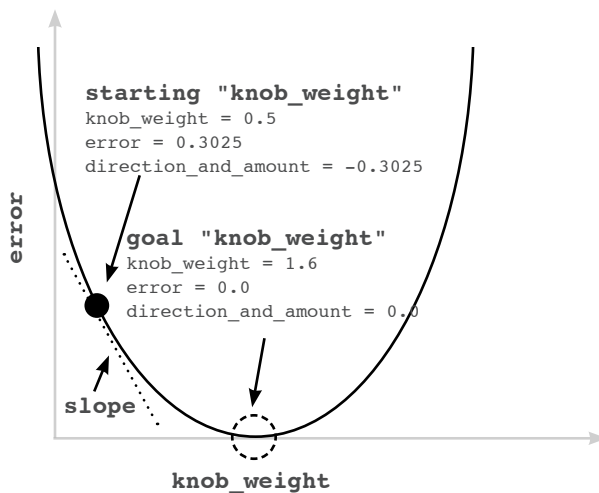 starting "knob_weight"
knob_weight = 0.5
error = 0.3025
direction_and_amount = -0.3025
error
goal "knob_weight"
knob_weight = 1.6
error = 0.0
direction_and_amount = 0.0
slope
knob_weight